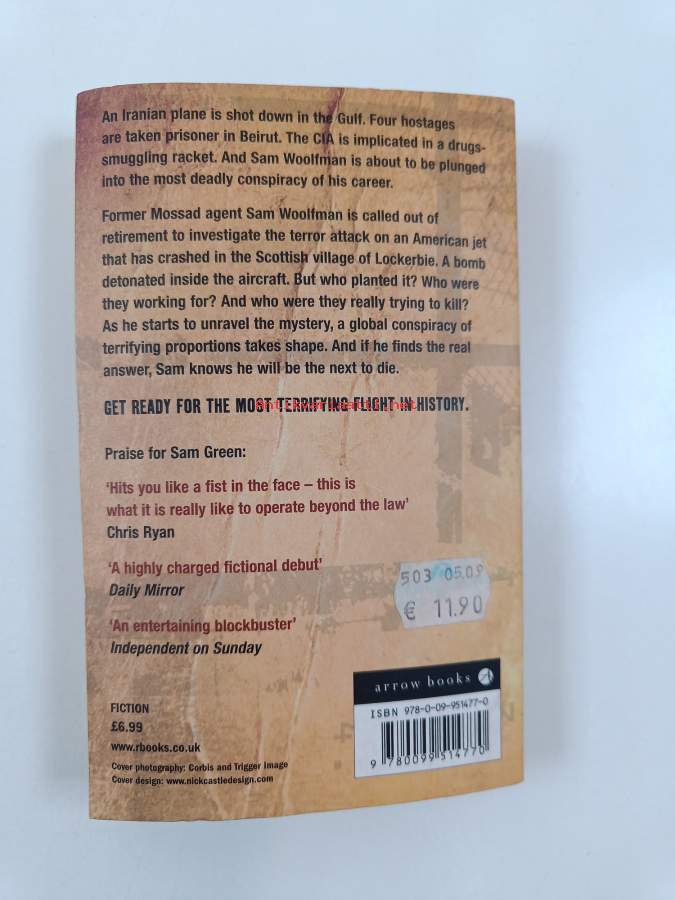 An Iranian plane is shot down in the Gulf. Four hostages
are taken prisoner in Beirut. The CIA is implicated in a drugs-
smuggling racket. And Sam Woolfman is about to be plunged
into the most deadly conspiracy of his career.
Former Mossad agent Sam Woolfman is called out of
retirement to investigate the terror attack on an American jet
that has crashed in the Scottish village of Lockerbie. A bomb
detonated inside the aircraft. But who planted it? Who were
they working for? And who were they really trying to kill?
As he starts to unravel the mystery, a global conspiracy of
terrifying proportions takes shape. And if he finds the real
answer, Sam knows he will be the next to die.
GET READY FOR THE MOST TERRIFYING FLIGHT IN HISTORY.
Praise for Sam Green:
‘Hits you like a fist in the face – this is
what it is really like to operate beyond the law’
Chris Ryan
‘A highly charged fictional debut’
Daily Mirror
503 05.09
€ 11.90
‘An entertaining blockbuster’
Independent on Sunday
arrow books
ISBN 978-0-09-951477-0
9 780099 514770
FICTION
£6.99
www.rbooks.co.uk
Cover photography: Corbis and Trigger Image
Cover design: www.nickcastledesign.com